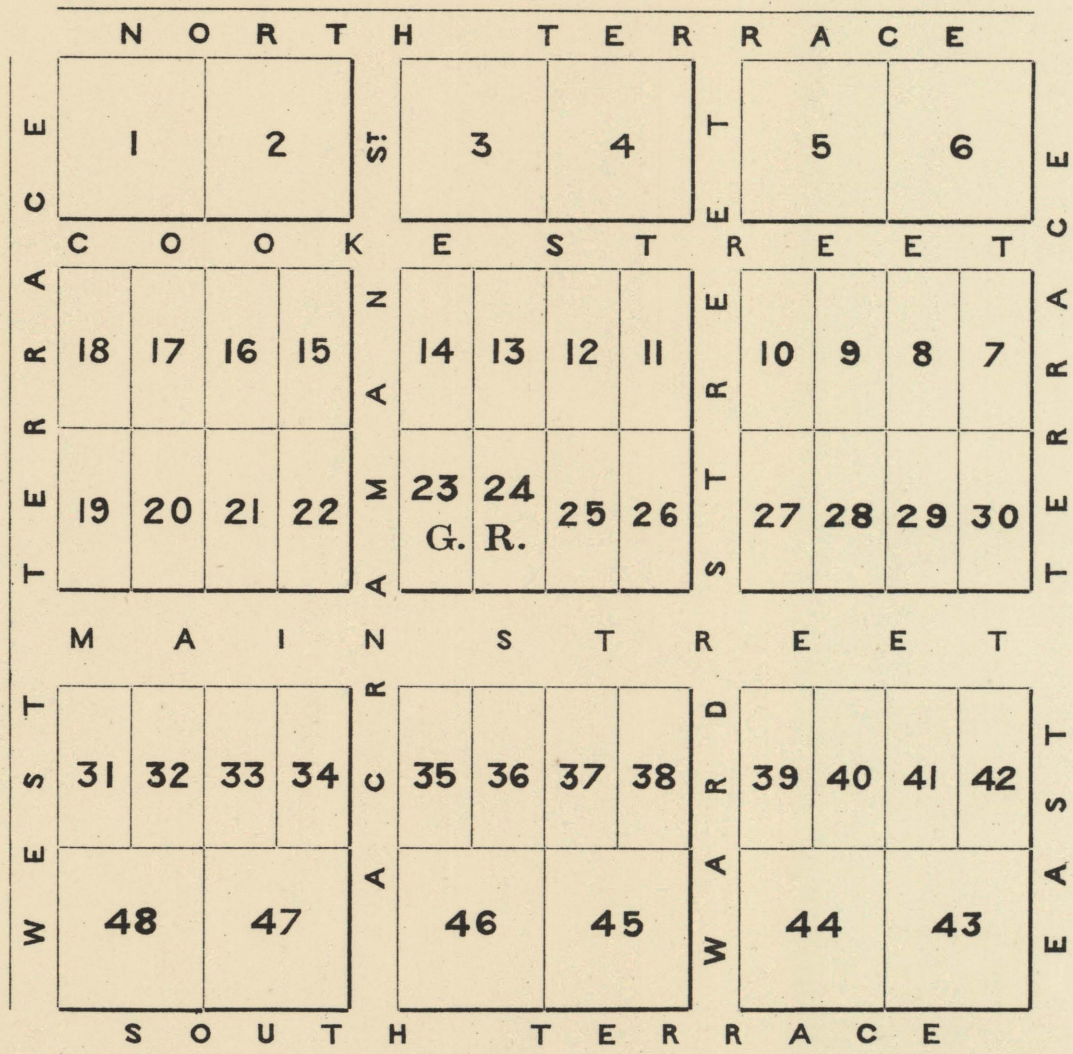 NORTH TERRACE
WEST TERRACE
ACRAMAN ST.
WARD STREET
EAST TERRACE
1 2 3 4 5 6
COOKE STREET
18 17 16 15 14 13 12 11 10 9 8 7
19 20 21 22 23 24 25 26 27 28 29 30
G. R.
MAIN STREET
31 32 33 34 35 36 37 38 39 40 41 42
48 47 46 45 44 43
SOUTH TERRACE